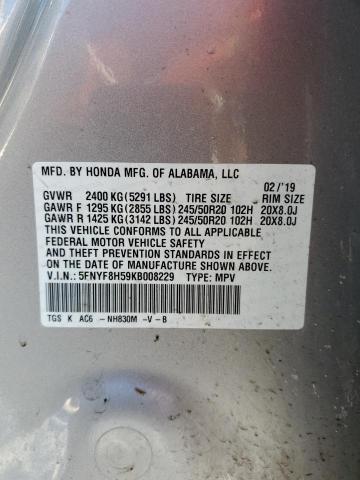 MFD. BY HONDA MFG. OF ALABAMA, LLC
02/'19
GVWR 2400 KG(5291 LBS) TIRE SIZE RIM SIZE
GAWR F 1295 KG(2855 LBS) 245/50R20 102H 20X8.0J
GAWR R 1425 KG(3142 LBS) 245/50R20 102H 20X8.0J
THIS VEHICLE CONFORMS TO ALL APPLICABLE
FEDERAL MOTOR VEHICLE SAFETY
AND THEFT PREVENTION STANDARDS IN EFFECT
ON THE DATE OF MANUFACTURE SHOWN ABOVE.
V.I.N.: 5FNYF8H59KB008229 TYPE: MPV
TGS K AC6 -NH830M -V-B